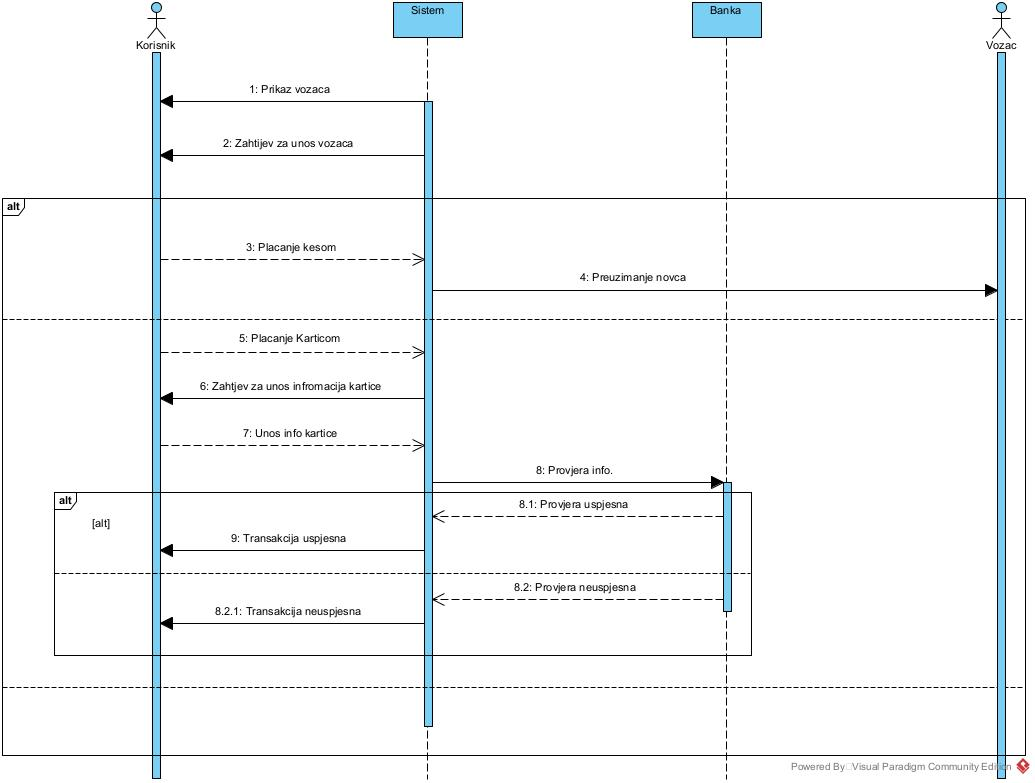 Sistem
Banka
Korisnik
Vozac
1: Prikaz vozaca
2: Zahtijev za unos vozaca
alt
3: Placanje kesom
4: Preuzimanje novca
5: Placanje Karticom
6: Zahtjev za unos infromacija kartice
7: Unos info kartice
8: Provjera info.
alt
8.1: Provjera uspjesna
[alt]
9: Transakcija uspjesna
8.2: Provjera neuspjesna
8.2.1: Transakcija neuspjesna
Powered By Visual Paradigm Community Edition